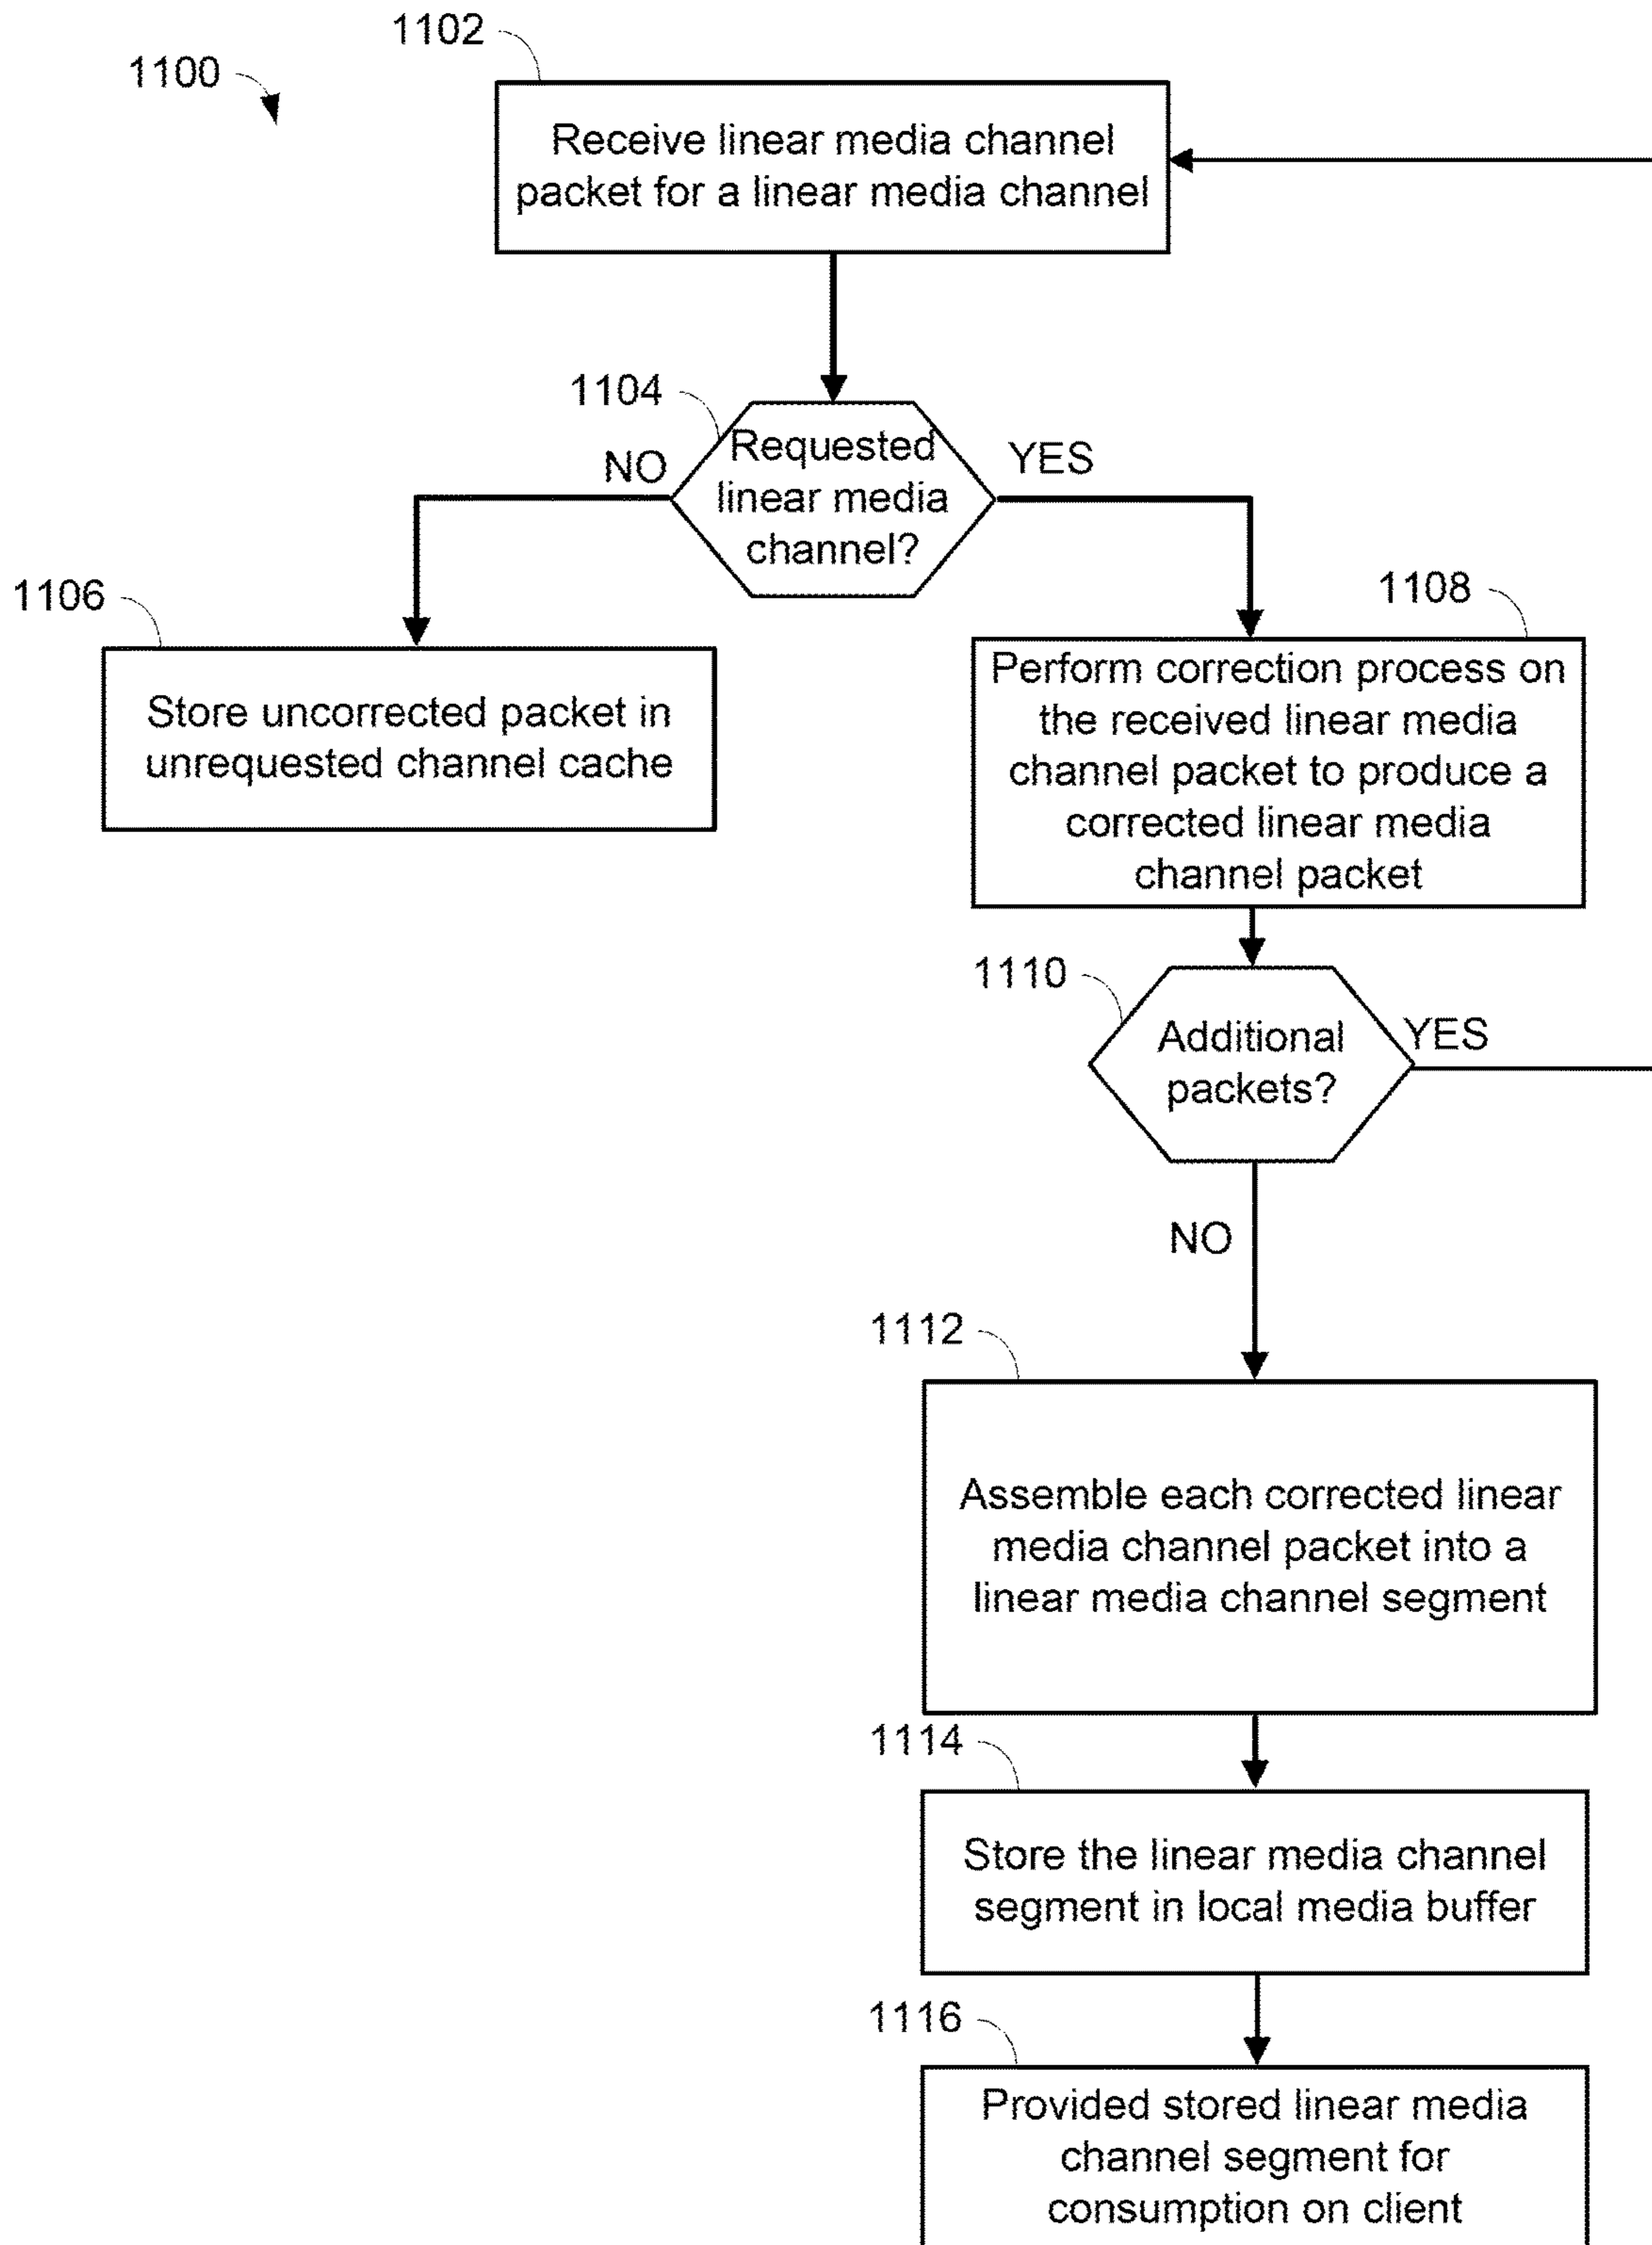 1102
1100
Receive linear media channel
packet for a linear media channel
1104
NO
Requested
linear media
channel?
YES
1106
Store uncorrected packet in
unrequested channel cache
1108
Perform correction process on
the received linear media
channel packet to produce a
corrected linear media
channel packet
1110
Additional
packets?
YES
NO
1112
Assemble each corrected linear
media channel packet into a
linear media channel segment
1114
Store the linear media channel
segment in local media buffer
1116
Provided stored linear media
channel segment for
consumption on client